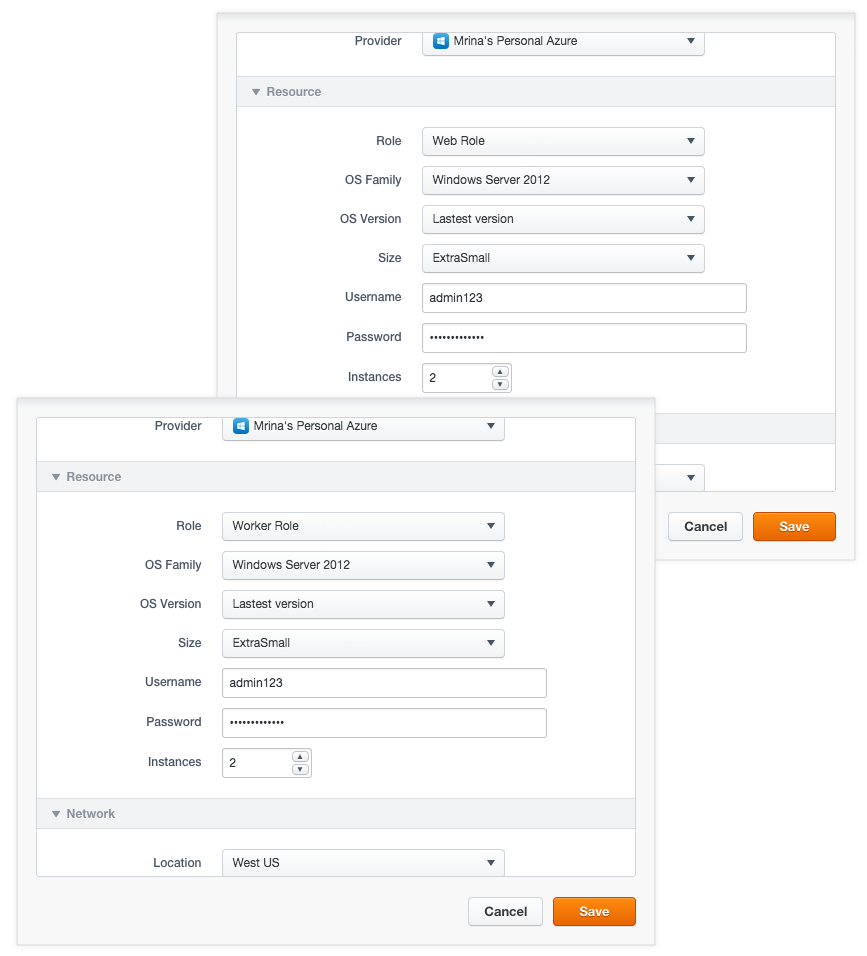 Provider Mrina's Personal Azure
Resource
Role Web Role
OS Family Windows Server 2012
OS Version Lastest version
Size ExtraSmall
Username admin123
Password •••••••••••••
Instances 2
Cancel Save
Provider Mrina's Personal Azure
Resource
Role Worker Role
OS Family Windows Server 2012
OS Version Lastest version
Size ExtraSmall
Username admin123
Password •••••••••••••
Instances 2
Network
Location West US
Cancel Save